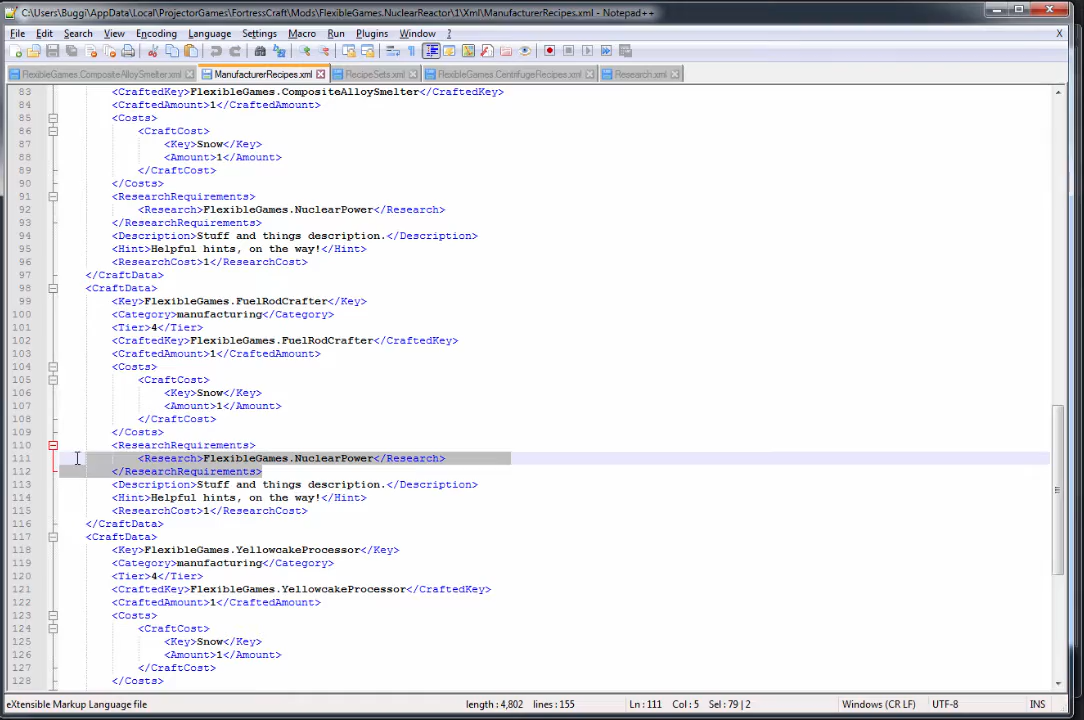 C:\Users\Buggi\AppData\Local\ProjectorGames\FortressCraft\Mods\FlexibleGames.NuclearReactor\1\Xml\ManufacturerRecipes.xml - Notepad++
File Edit Search View Encoding Language Settings Macro Run Plugins Window ? X
FlexibleGames.CompositeAlloySmelter.xml ManufacturerRecipes.xml RecipeSets.xml FlexibleGames.CentrifugeRecipes.xml Research.xml
83 <CraftedKey>FlexibleGames.CompositeAlloySmelter</CraftedKey>
84 <CraftedAmount>1</CraftedAmount>
85 <Costs>
86 <CraftCost>
87 <Key>Snow</Key>
88 <Amount>1</Amount>
89 </CraftCost>
90 </Costs>
91 <ResearchRequirements>
92 <Research>FlexibleGames.NuclearPower</Research>
93 </ResearchRequirements>
94 <Description>Stuff and things description.</Description>
95 <Hint>Helpful hints, on the way!</Hint>
96 <ResearchCost>1</ResearchCost>
97 </CraftData>
98 <CraftData>
99 <Key>FlexibleGames.FuelRodCrafter</Key>
100 <Category>manufacturing</Category>
101 <Tier>4</Tier>
102 <CraftedKey>FlexibleGames.FuelRodCrafter</CraftedKey>
103 <CraftedAmount>1</CraftedAmount>
104 <Costs>
105 <CraftCost>
106 <Key>Snow</Key>
107 <Amount>1</Amount>
108 </CraftCost>
109 </Costs>
110 <ResearchRequirements>
111 <Research>FlexibleGames.NuclearPower</Research>
112 </ResearchRequirements>
113 <Description>Stuff and things description.</Description>
114 <Hint>Helpful hints, on the way!</Hint>
115 <ResearchCost>1</ResearchCost>
116 </CraftData>
117 <CraftData>
118 <Key>FlexibleGames.YellowcakeProcessor</Key>
119 <Category>manufacturing</Category>
120 <Tier>4</Tier>
121 <CraftedKey>FlexibleGames.YellowcakeProcessor</CraftedKey>
122 <CraftedAmount>1</CraftedAmount>
123 <Costs>
124 <CraftCost>
125 <Key>Snow</Key>
126 <Amount>1</Amount>
127 </CraftCost>
128 </Costs>
eXtensible Markup Language file length : 4,802 lines : 155 Ln : 111 Col : 5 Sel : 79 | 2 Windows (CR LF) UTF-8 INS